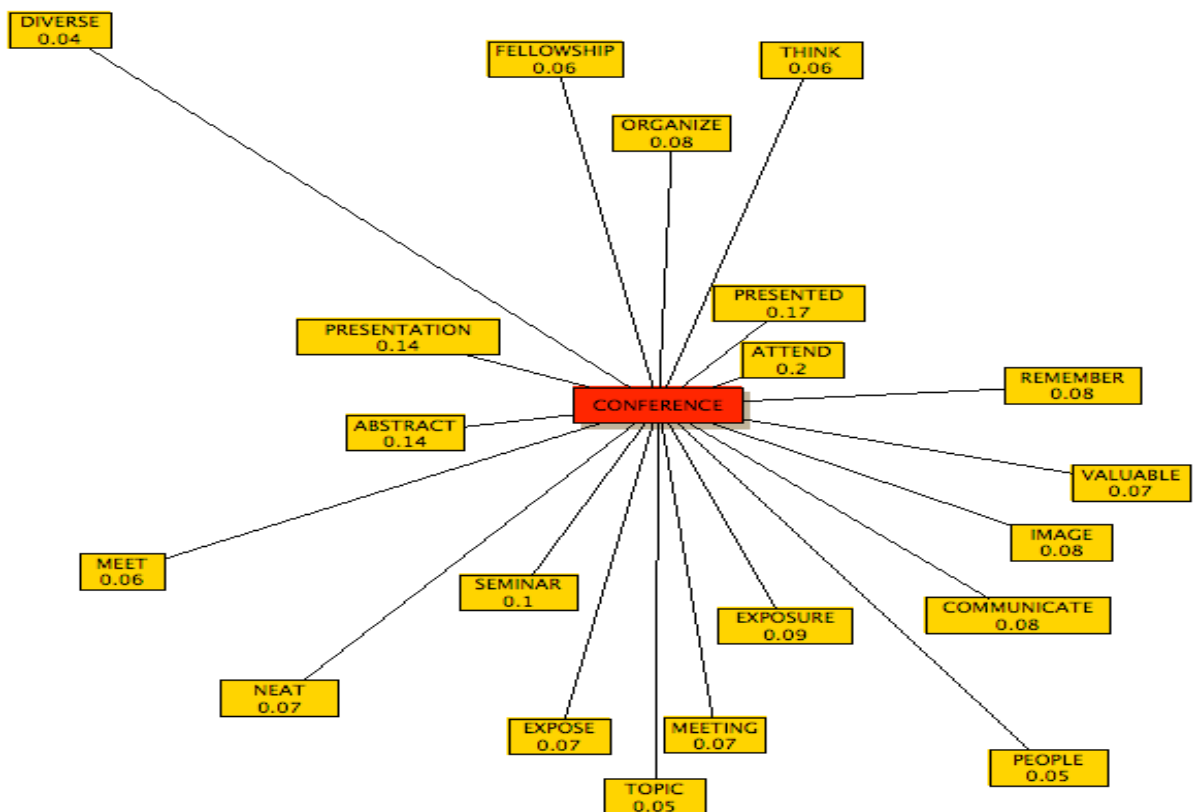 DIVERSE
0.04
FELLOWSHIP
0.06
THINK
0.06
ORGANIZE
0.08
PRESENTED
0.17
PRESENTATION
0.14
ATTEND
0.2
REMEMBER
0.08
CONFERENCE
ABSTRACT
0.14
VALUABLE
0.07
IMAGE
0.08
MEET
0.06
SEMINAR
0.1
COMMUNICATE
0.08
EXPOSURE
0.09
NEAT
0.07
EXPOSE
0.07
MEETING
0.07
PEOPLE
0.05
TOPIC
0.05